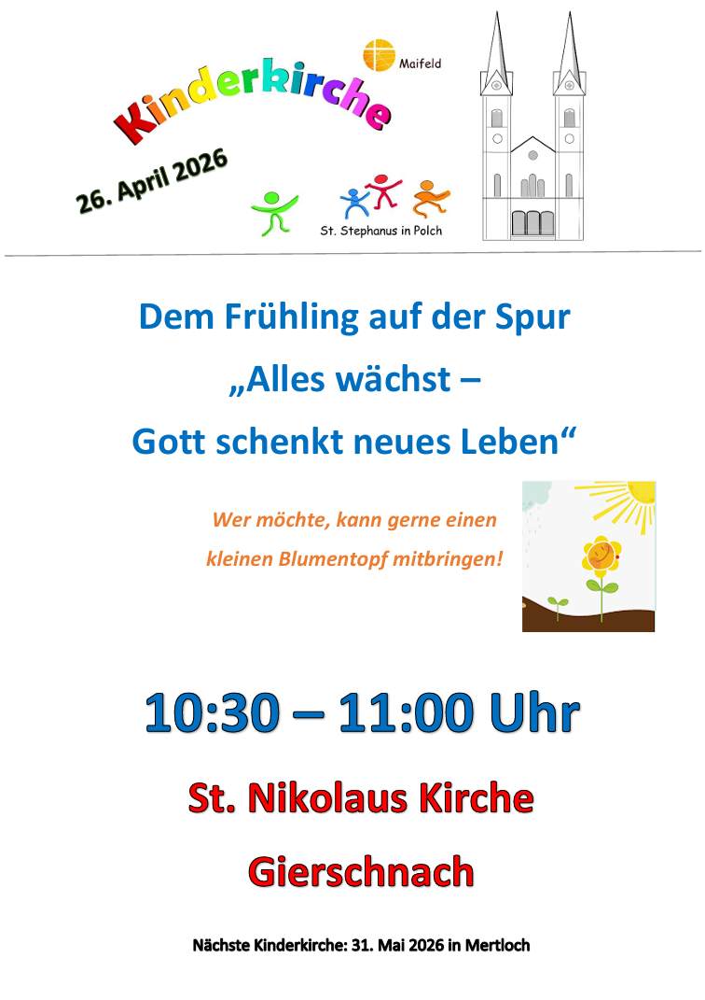 Kinderkirche
Maifeld
26. April 2026
St. Stephanus in Polch
Dem Frühling auf der Spur
„Alles wächst –
Gott schenkt neues Leben“
Wer möchte, kann gerne einen
kleinen Blumentopf mitbringen!
10:30 – 11:00 Uhr
St. Nikolaus Kirche
Gierschnach
Nächste Kinderkirche: 31. Mai 2026 in Mertloch